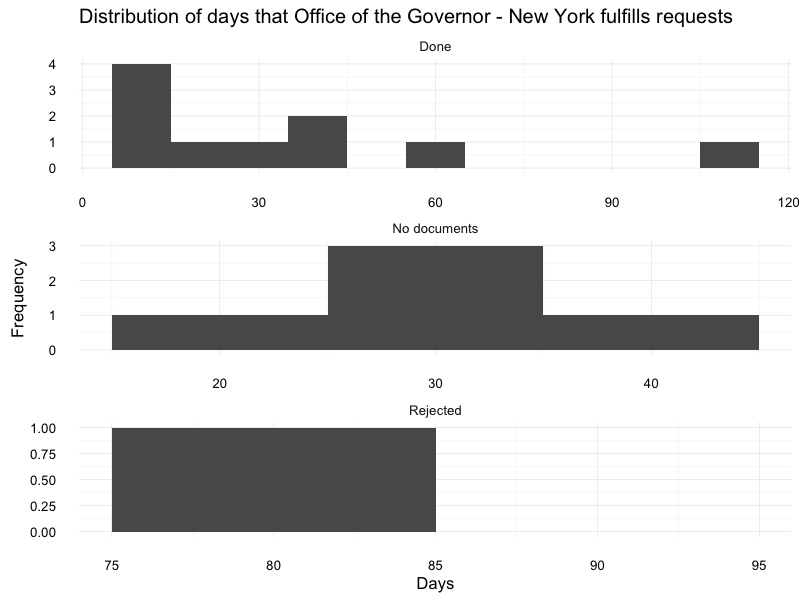 Distribution of days that Office of the Governor - New York fulfills requests
Done
4
3
2
1
0
0 30 60 90 120
No documents
3
2
1
0
20 30 40
Frequency
Rejected
1.00
0.75
0.50
0.25
0.00
75 80 85 90 95
Days